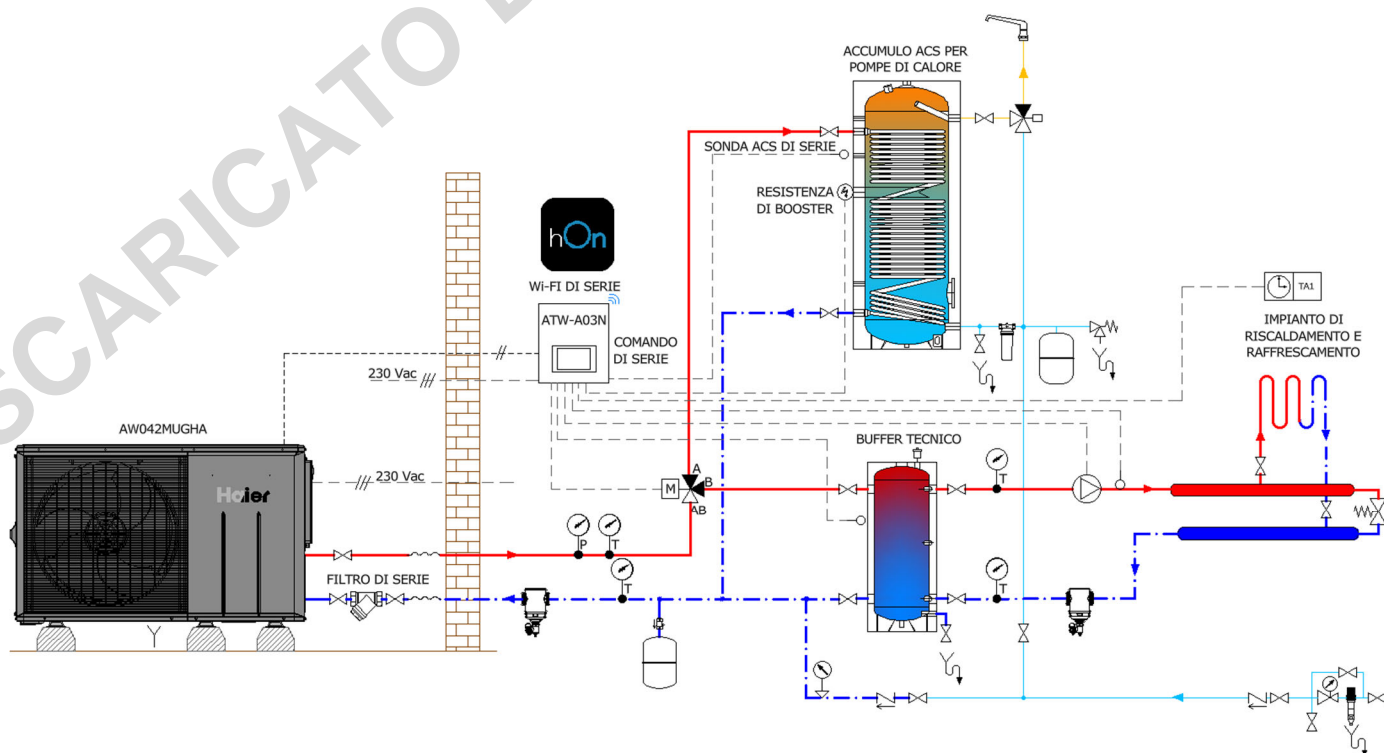 SCARICATO D
ACCUMULO ACS PER
POMPE DI CALORE
SONDA ACS DI SERIE
RESISTENZA
DI BOOSTER
hOn
Wi-FI DI SERIE
ATW-A03N
COMANDO
DI SERIE
TA1
IMPIANTO DI
RISCALDAMENTO E
RAFFRESCAMENTO
230 Vac
AW042MUGHA
BUFFER TECNICO
Haier
230 Vac
A
M
B
AB
T
P
T
FILTRO DI SERIE
T
T